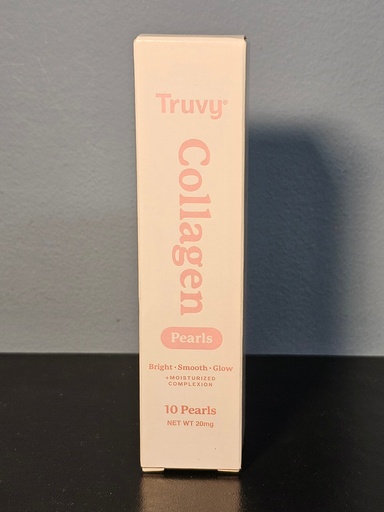 Truvy®
Collagen
Pearls
Bright · Smooth · Glow
+MOISTURIZED
COMPLEXION
10 Pearls
NET WT 20mg